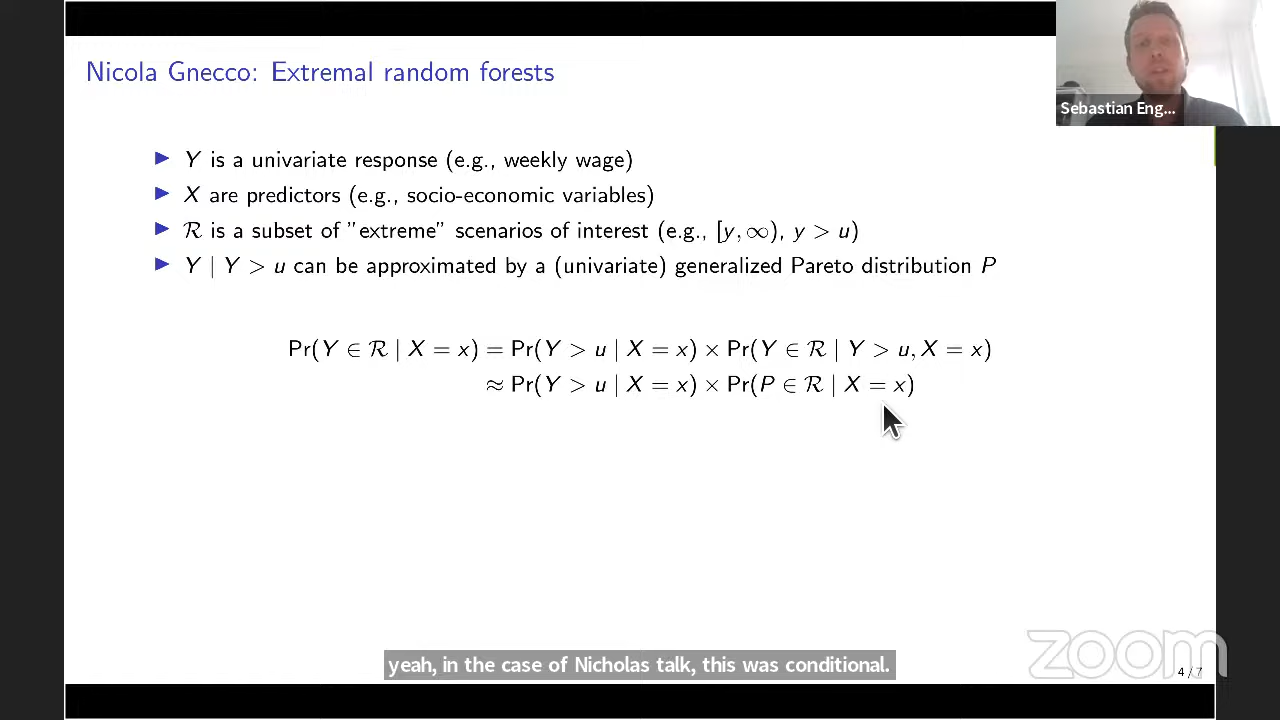 Nicola Gnecco: Extremal random forests
Sebastian Eng...
Y is a univariate response (e.g., weekly wage)
X are predictors (e.g., socio-economic variables)
ℛ is a subset of "extreme" scenarios of interest (e.g., [y, ∞), y > u)
Y | Y > u can be approximated by a (univariate) generalized Pareto distribution P
Pr(Y ∈ ℛ | X = x) = Pr(Y > u | X = x) × Pr(Y ∈ ℛ | Y > u, X = x)
≈ Pr(Y > u | X = x) × Pr(P ∈ ℛ | X = x)
yeah, in the case of Nicholas talk, this was conditional.
zoom
4 / 7